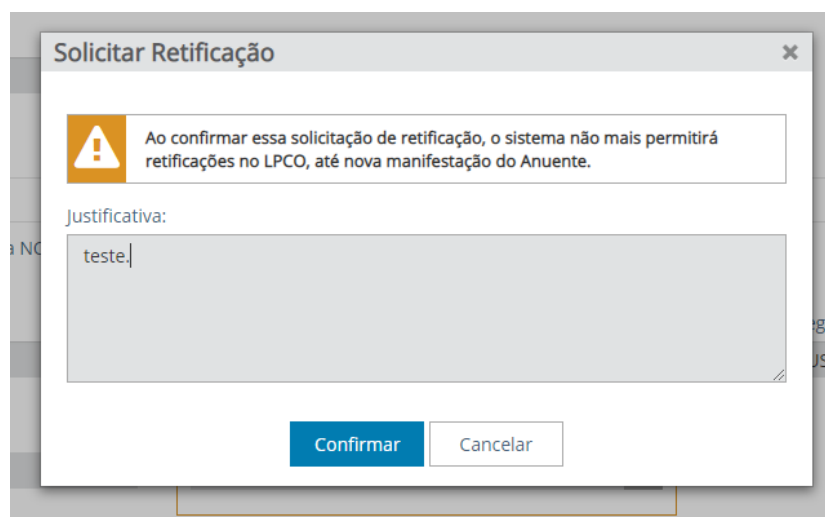 Solicitar Retificação
Ao confirmar essa solicitação de retificação, o sistema não mais permitirá
retificações no LPCO, até nova manifestação do Anuente.
Justificativa:
teste.
Confirmar
Cancelar